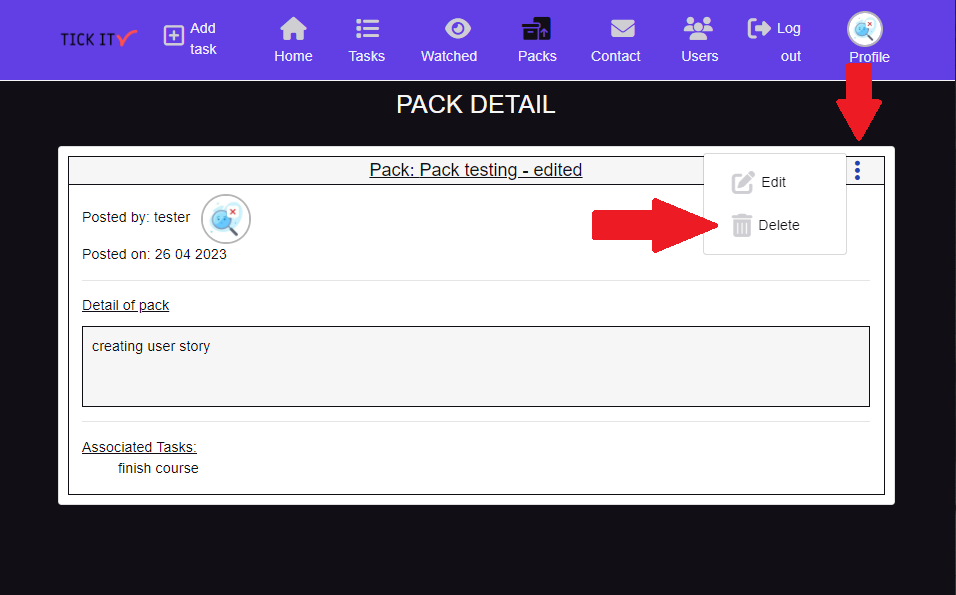 TICK IT
Add
task
Home
Tasks
Watched
Packs
Contact
Users
Log
out
Profile
PACK DETAIL
Pack: Pack testing - edited
Edit
Delete
Posted by: tester
Posted on: 26 04 2023
Detail of pack
creating user story
Associated Tasks:
finish course